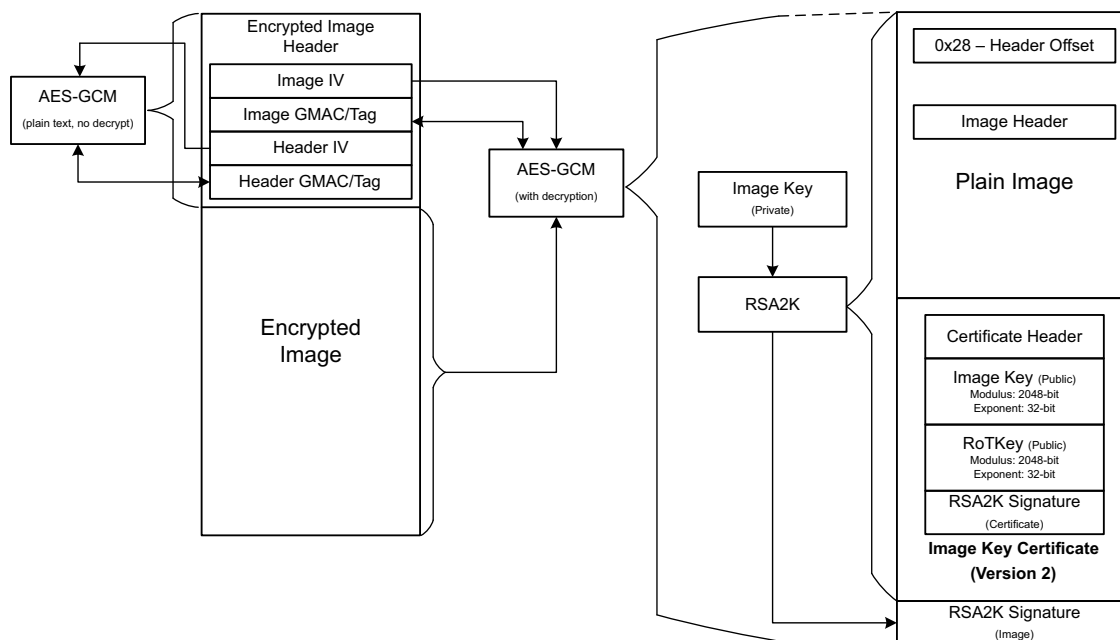 Encrypted Image
Header
Image IV
Image GMAC/Tag
Header IV
Header GMAC/Tag
AES-GCM
(plain text, no decrypt)
Encrypted
Image
AES-GCM
(with decryption)
Image Key
(Private)
RSA2K
0x28 – Header Offset
Image Header
Plain Image
Certificate Header
Image Key (Public)
Modulus: 2048-bit
Exponent: 32-bit
RoTKey (Public)
Modulus: 2048-bit
Exponent: 32-bit
RSA2K Signature
(Certificate)
Image Key Certificate
(Version 2)
RSA2K Signature
(Image)